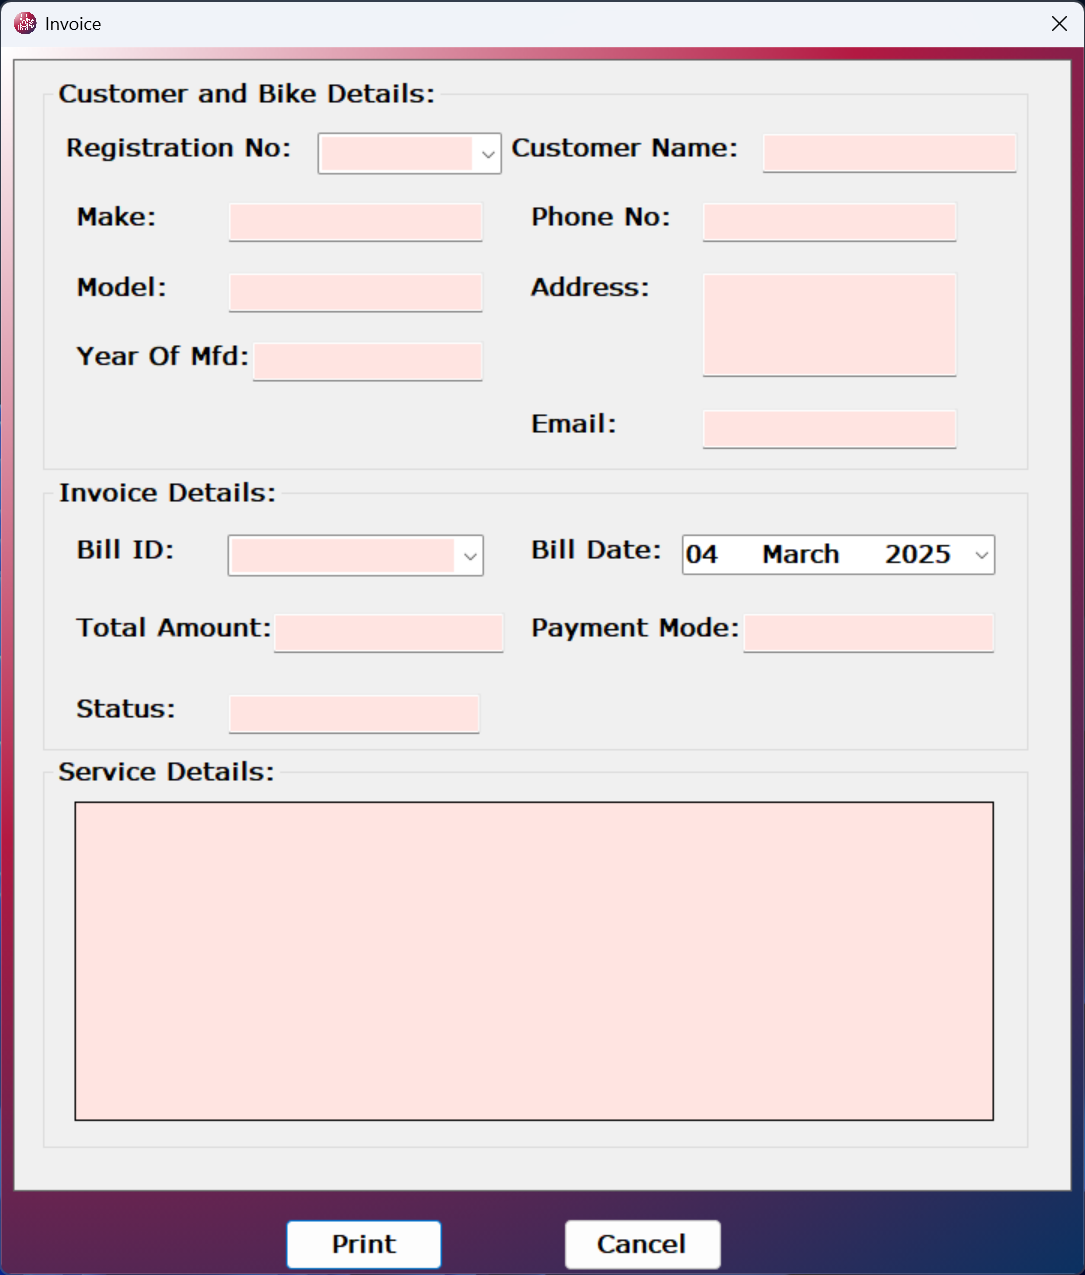 Invoice
Customer and Bike Details:
Registration No: Customer Name:
Make: Phone No:
Model: Address:
Year Of Mfd:
Email:
Invoice Details:
Bill ID: Bill Date: 04 March 2025
Total Amount: Payment Mode:
Status:
Service Details:
Print Cancel